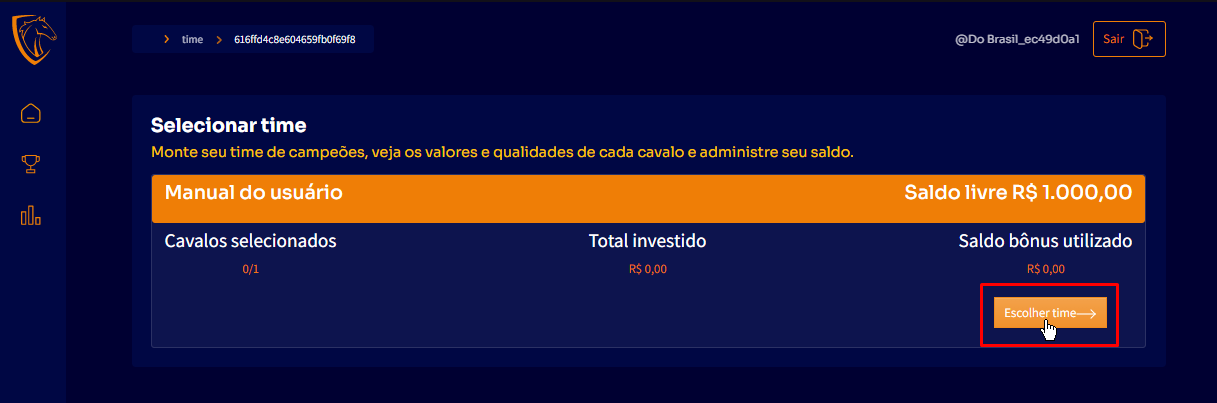 time 616ffd4c8e604659fb0f69f8
@Do Brasil_ec49d0a1
Sair
Selecionar time
Monte seu time de campeões, veja os valores e qualidades de cada cavalo e administre seu saldo.
Manual do usuário
Saldo livre R$ 1.000,00
Cavalos selecionados
0/1
Total investido
R$ 0,00
Saldo bônus utilizado
R$ 0,00
Escolher time